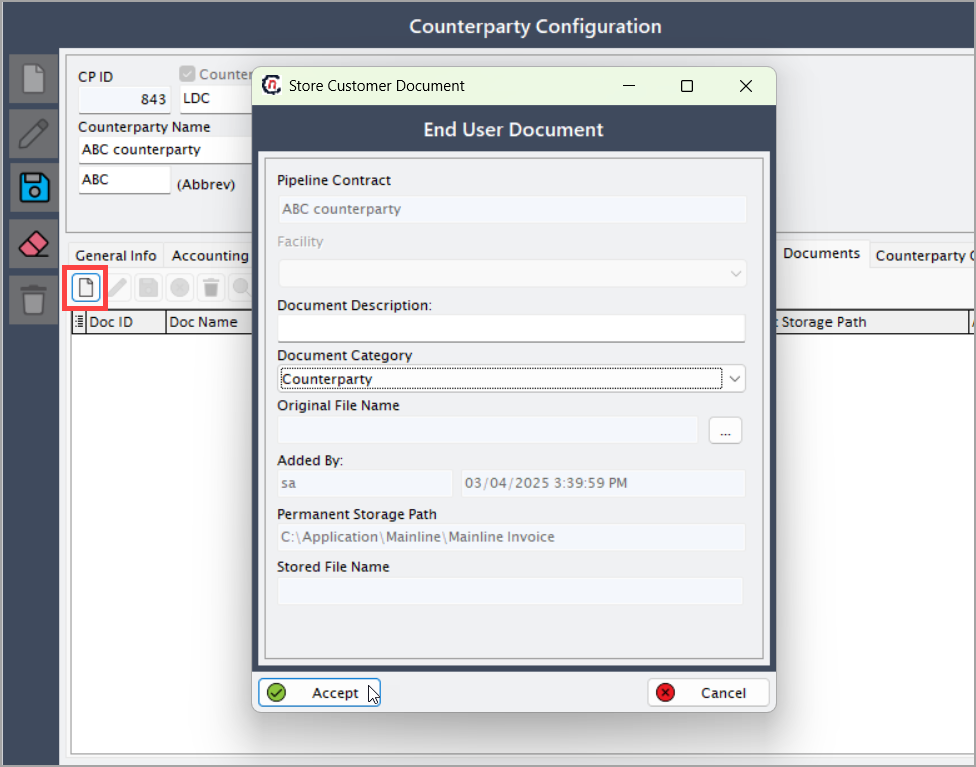 Counterparty Configuration
CP ID
Counter
843
LDC
Counterparty Name
ABC counterparty
ABC
(Abbrev)
General Info
Accounting
Documents
Counterparty
Doc ID
Doc Name
Storage Path
Store Customer Document
End User Document
Pipeline Contract
ABC counterparty
Facility
Document Description:
Document Category
Counterparty
Original File Name
...
Added By:
sa
03/04/2025 3:39:59 PM
Permanent Storage Path
C:\Application\Mainline\Mainline Invoice
Stored File Name
Accept
Cancel